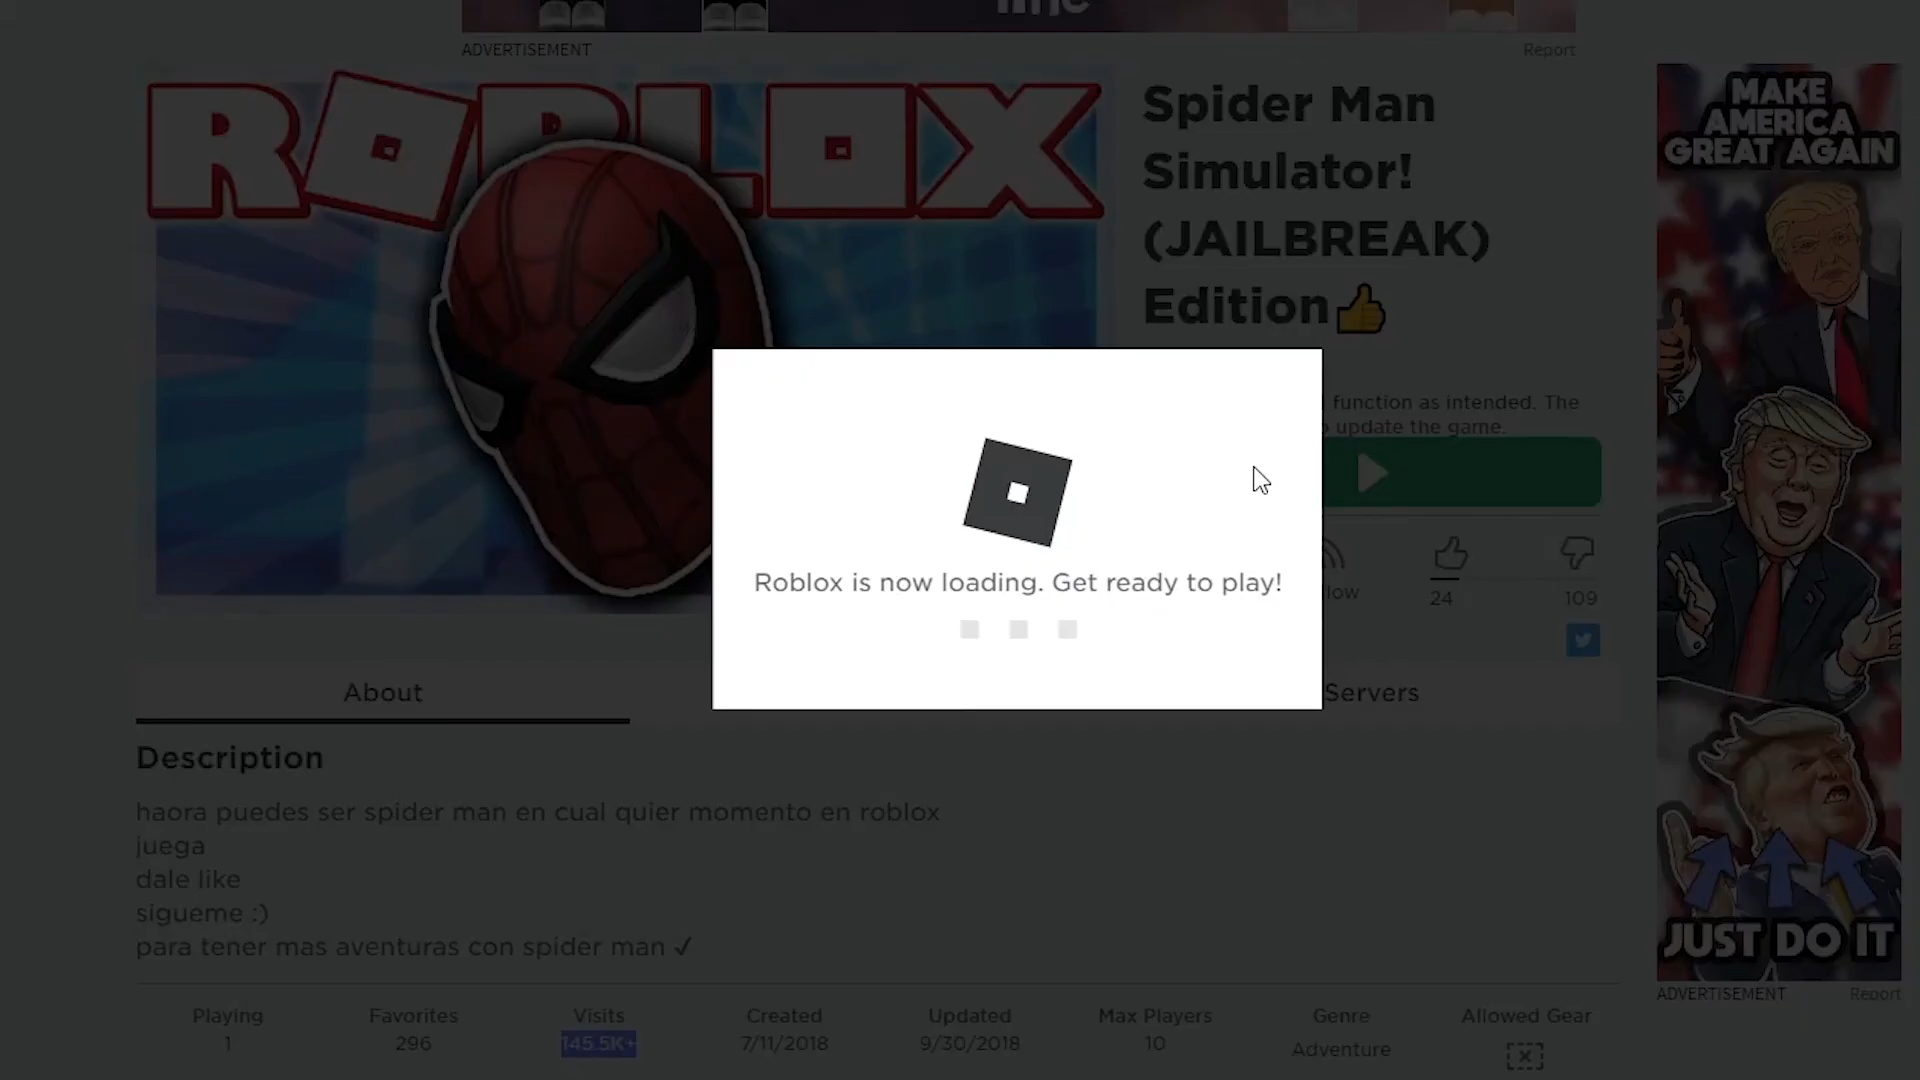 ADVERTISEMENT
Report
ROBLOX
Spider Man
Simulator!
(JAILBREAK)
Edition👍
function as intended. The
update the game.
MAKE
AMERICA
GREAT AGAIN
Roblox is now loading. Get ready to play!
24
109
About
Servers
Description
haora puedes ser spider man en cual quier momento en roblox
juega
dale like
sigueme :)
para tener mas aventuras con spider man ✓
JUST DO IT
ADVERTISEMENT
Report
Playing
Favorites
Visits
Created
Updated
Max Players
Genre
Allowed Gear
1
296
145.5K+
7/11/2018
9/30/2018
10
Adventure